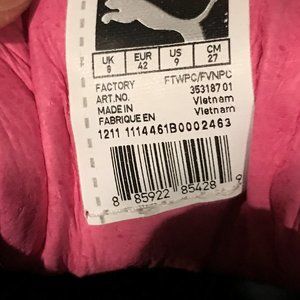 UK EUR US CM
8 42 9 27
FACTORY FTWPC/FVNPC
ART.NO. 353187 01
MADE IN Vietnam
FABRIQUE EN Vietnam
1211 1114461B0002463
8 85922 85428 9